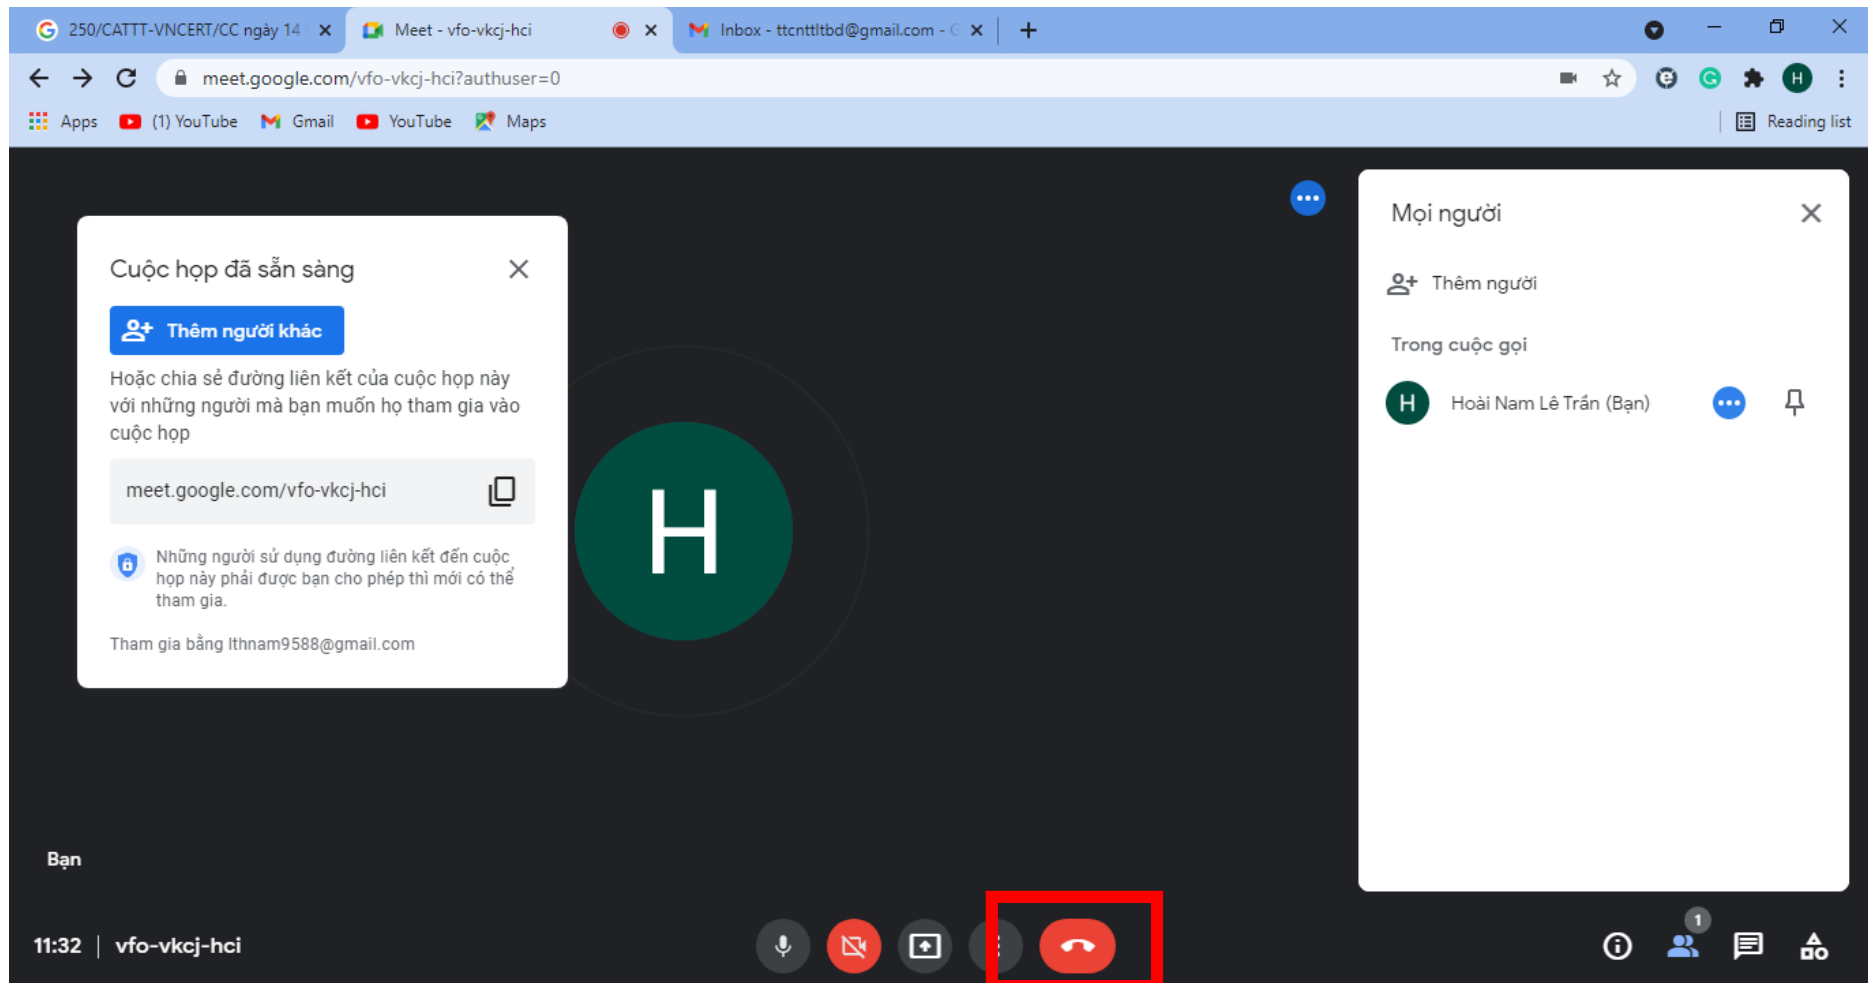 250/CATTT-VNCERT/CC ngày 14
Meet - vfo-vkcj-hci
Inbox - ttcnttltbd@gmail.com - G
meet.google.com/vfo-vkcj-hci?authuser=0
H
Apps
(1) YouTube
Gmail
YouTube
Maps
Reading list
Cuộc họp đã sẵn sàng
Thêm người khác
Hoặc chia sẻ đường liên kết của cuộc họp này
với những người mà bạn muốn họ tham gia vào
cuộc họp
meet.google.com/vfo-vkcj-hci
Những người sử dụng đường liên kết đến cuộc
họp này phải được bạn cho phép thì mới có thể
tham gia.
Tham gia bằng lthnam9588@gmail.com
H
Mọi người
Thêm người
Trong cuộc gọi
H
Hoài Nam Lê Trần (Bạn)
Bạn
11:32 | vfo-vkcj-hci
1